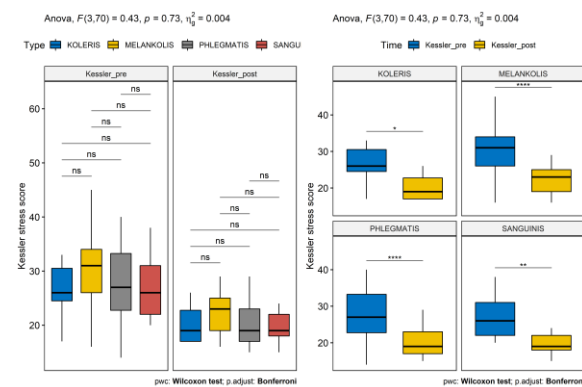 Anova, F(3,70) = 0.43, p = 0.73, η²g = 0.004
Type KOLERIS MELANKOLIS PHLEGMATIS SANGU
Kessler_pre Kessler_post
Kessler stress score
60
50
40
30
20
ns
ns
ns
ns
ns
ns
ns
ns
ns
ns
ns
ns
Anova, F(3,70) = 0.43, p = 0.73, η²g = 0.004
Time Kessler_pre Kessler_post
KOLERIS MELANKOLIS
40
30
20
*
****
PHLEGMATIS SANGUINIS
40
30
20
****
**
Kessler stress score
pwc: Wilcoxon test; p.adjust: Bonferroni
pwc: Wilcoxon test; p.adjust: Bonferroni